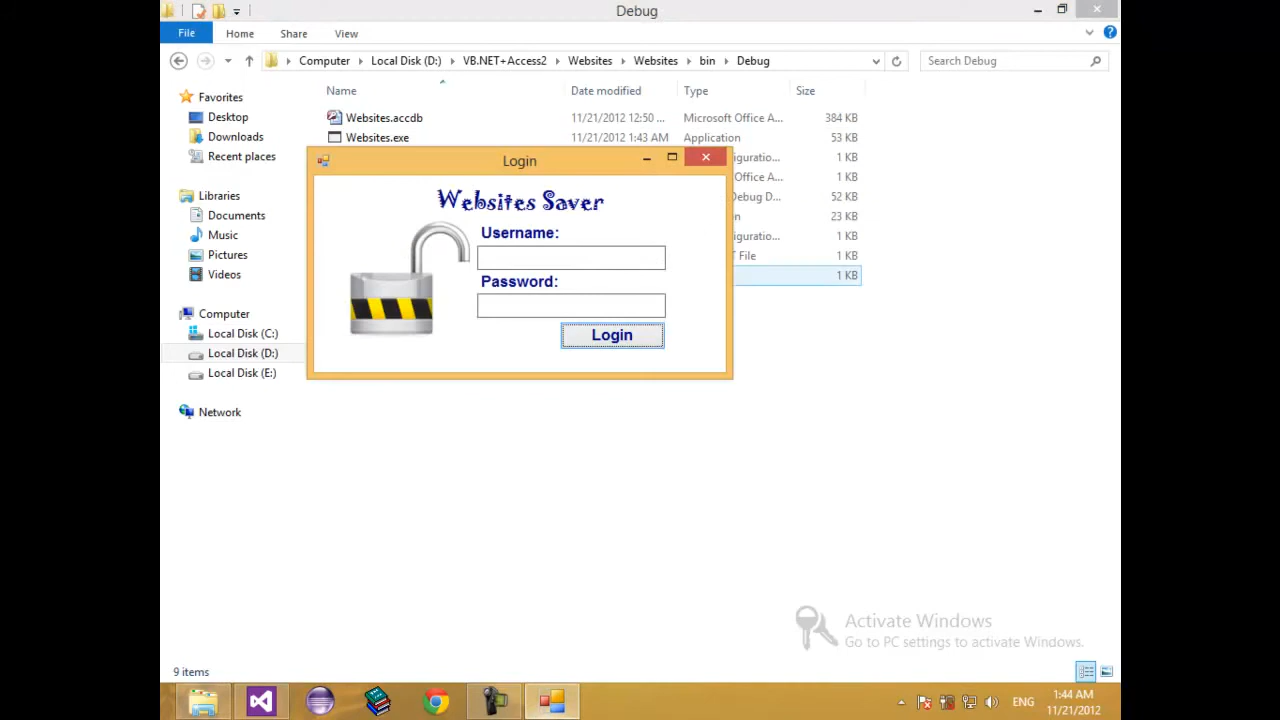 Debug
File Home Share View
Computer Local Disk (D:) VB.NET+Access2 Websites Websites bin Debug Search Debug
Name Date modified Type Size
Favorites
Desktop
Downloads
Recent places
Libraries
Documents
Music
Pictures
Videos
Computer
Local Disk (C:)
Local Disk (D:)
Local Disk (E:)
Network
Websites.accdb 11/21/2012 12:50 ... Microsoft Office A... 384 KB
Websites.exe 11/21/2012 1:43 AM Application 53 KB
1 KB
Office A... 1 KB
52 KB
23 KB
1 KB
File 1 KB
1 KB
Login
Websites Saver
Username:
Password:
Login
Activate Windows
Go to PC settings to activate Windows.
9 items
ENG
1:44 AM
11/21/2012